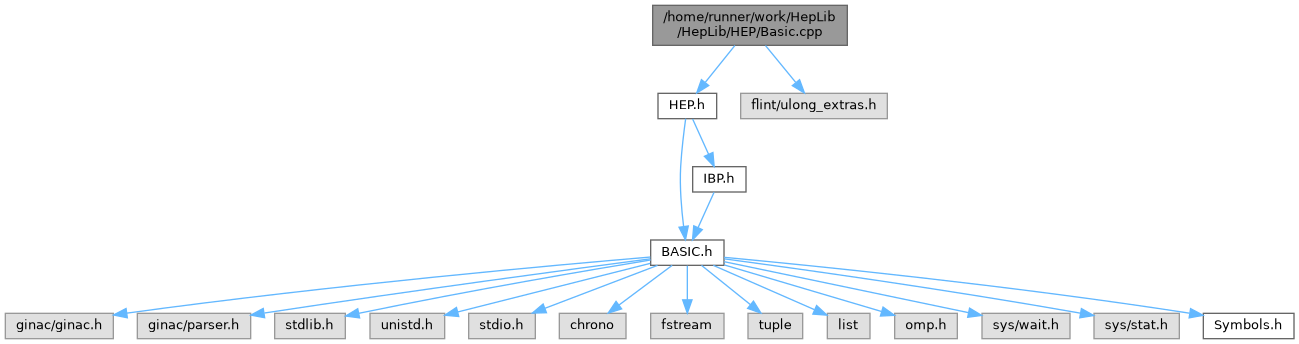 /home/runner/work/HepLib
/HepLib/HEP/Basic.cpp
HEP.h
flint/ulong_extras.h
IBP.h
BASIC.h
ginac/ginac.h
ginac/parser.h
stdlib.h
unistd.h
stdio.h
chrono
fstream
tuple
list
omp.h
sys/wait.h
sys/stat.h
Symbols.h